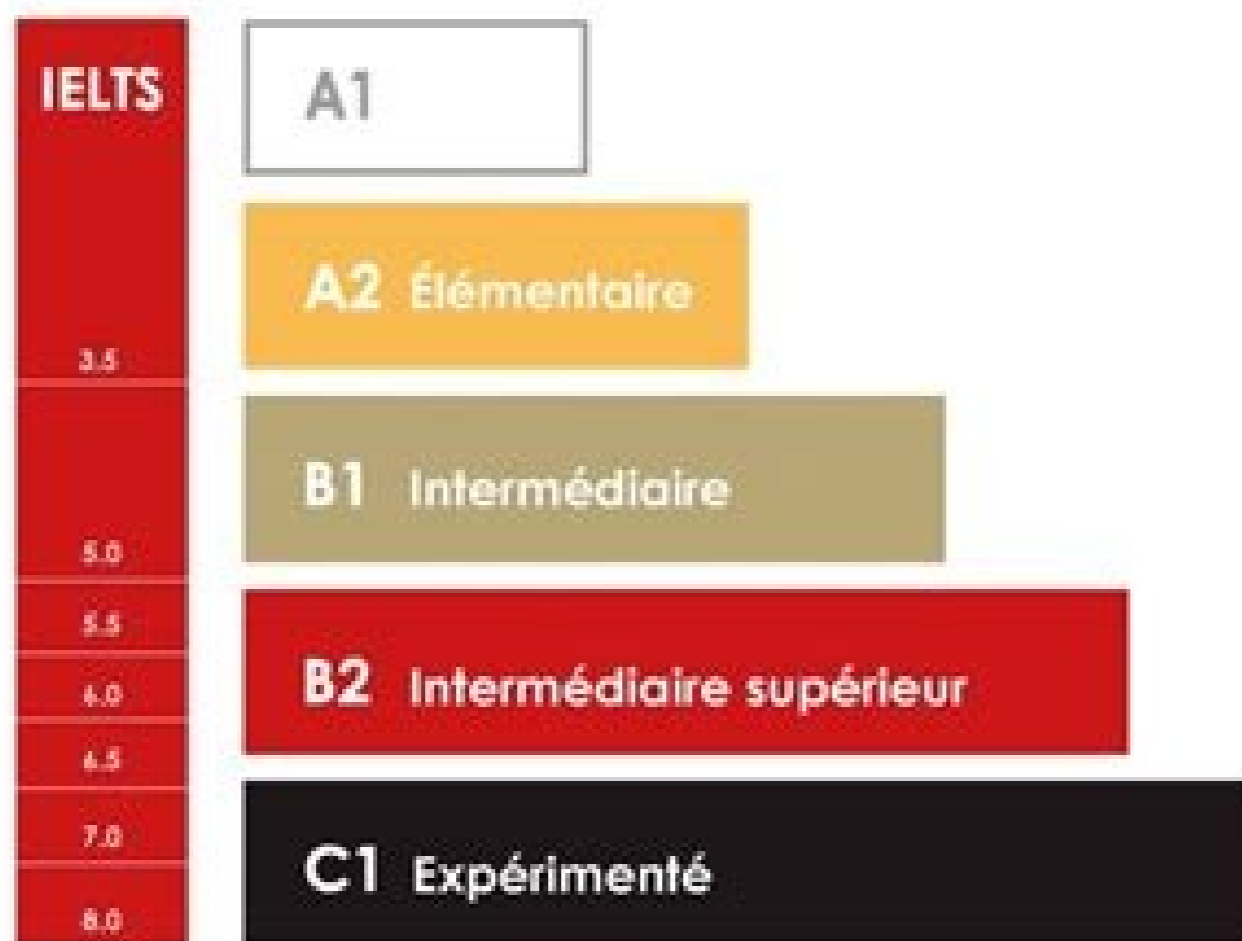 IELTS
A1
A2 Élémentaire
3.5
B1 Intermédiaire
5.0
5.5
B2 Intermédiaire supérieur
6.0
6.5
7.0
C1 Expérimenté
8.0